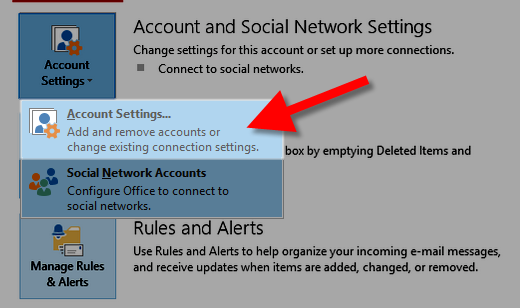 Account and Social Network Settings
Change settings for this account or set up more connections.
Connect to social networks.
Account
Settings
Account Settings...
Add and remove accounts or
change existing connection settings.
box by emptying Deleted Items and
Social Network Accounts
Configure Office to connect to
social networks.
Rules and Alerts
Use Rules and Alerts to help organize your incoming e-mail messages,
and receive updates when items are added, changed, or removed.
Manage Rules
& Alerts